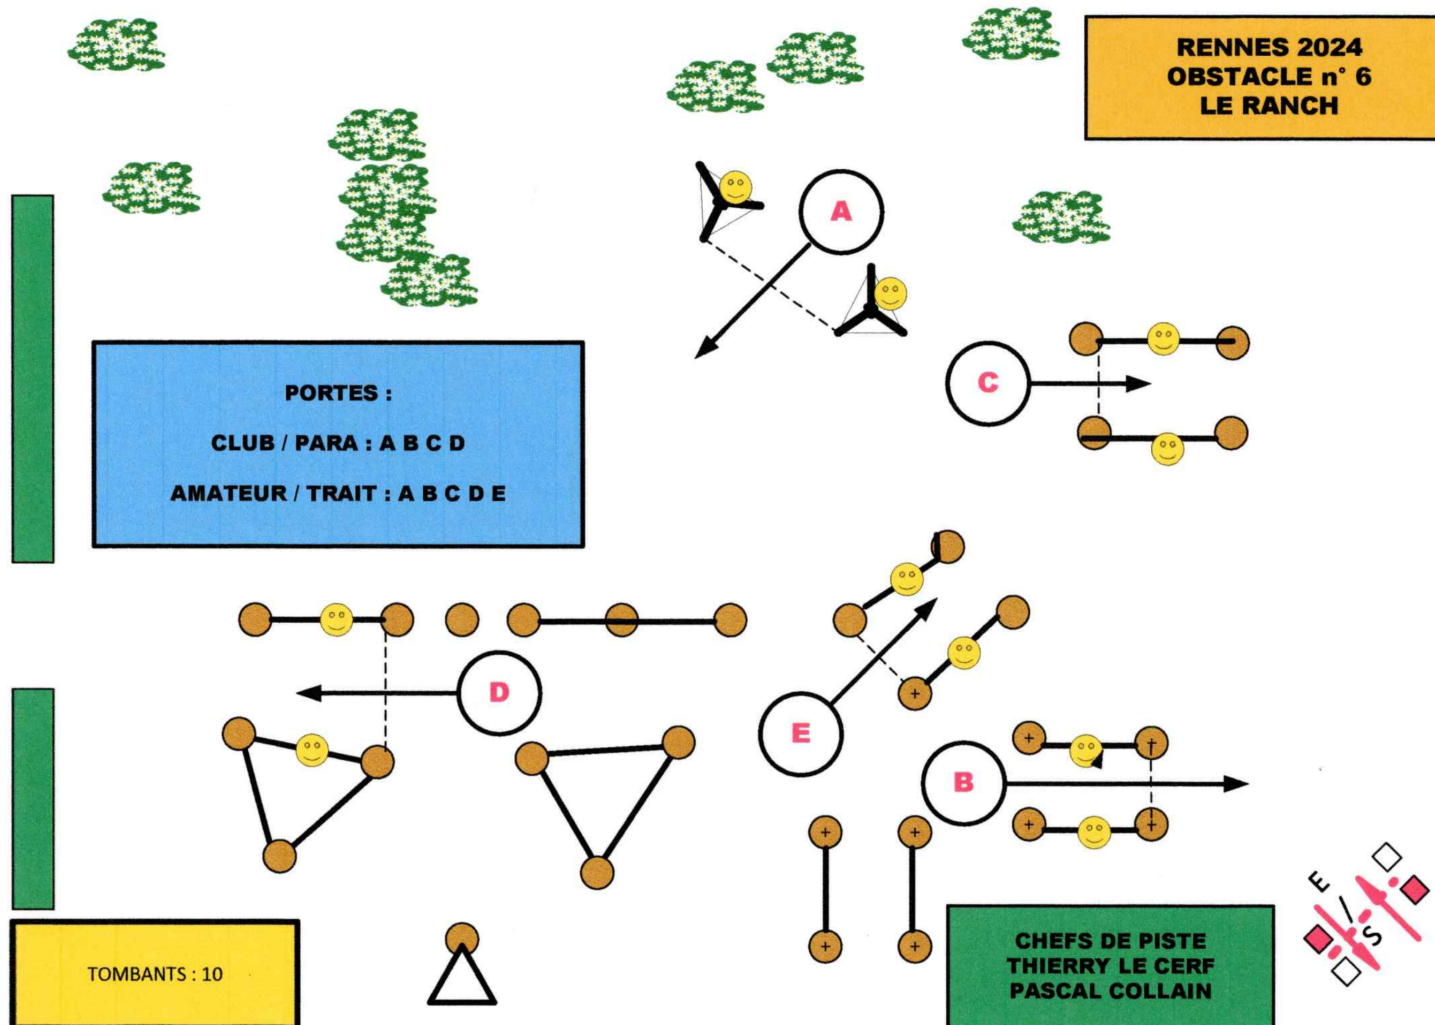 RENNES 2024
OBSTACLE n° 6
LE RANCH
A
C
PORTES :
CLUB / PARA : A B C D
AMATEUR / TRAIT : A B C D E
D
E
B
E / S
TOMBANTS : 10
CHEFS DE PISTE
THIERRY LE CERF
PASCAL COLLAIN